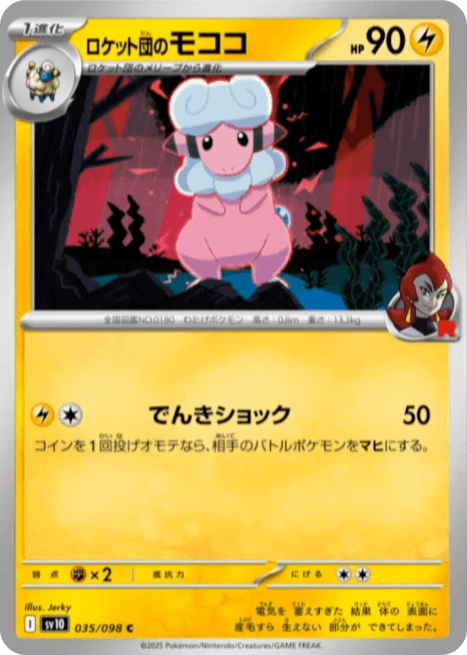 1進化
ロケット団のモココ
HP 90
ロケット団のメリープから進化
全国図鑑NO.0180 わたげポケモン 高さ:0.8m 重さ:13.3kg
R
でんきショック 50
コインを1回投げオモテなら、相手のバトルポケモンをマヒにする。
弱点 ×2 抵抗力 にげる
Illus. Jerky
I sv10 035/098 C
電気を 蓄えすぎた 結果 体の 表面に
産毛すら 生えない 部分が できてしまった。
©2025 Pokémon/Nintendo/Creatures/GAME FREAK.